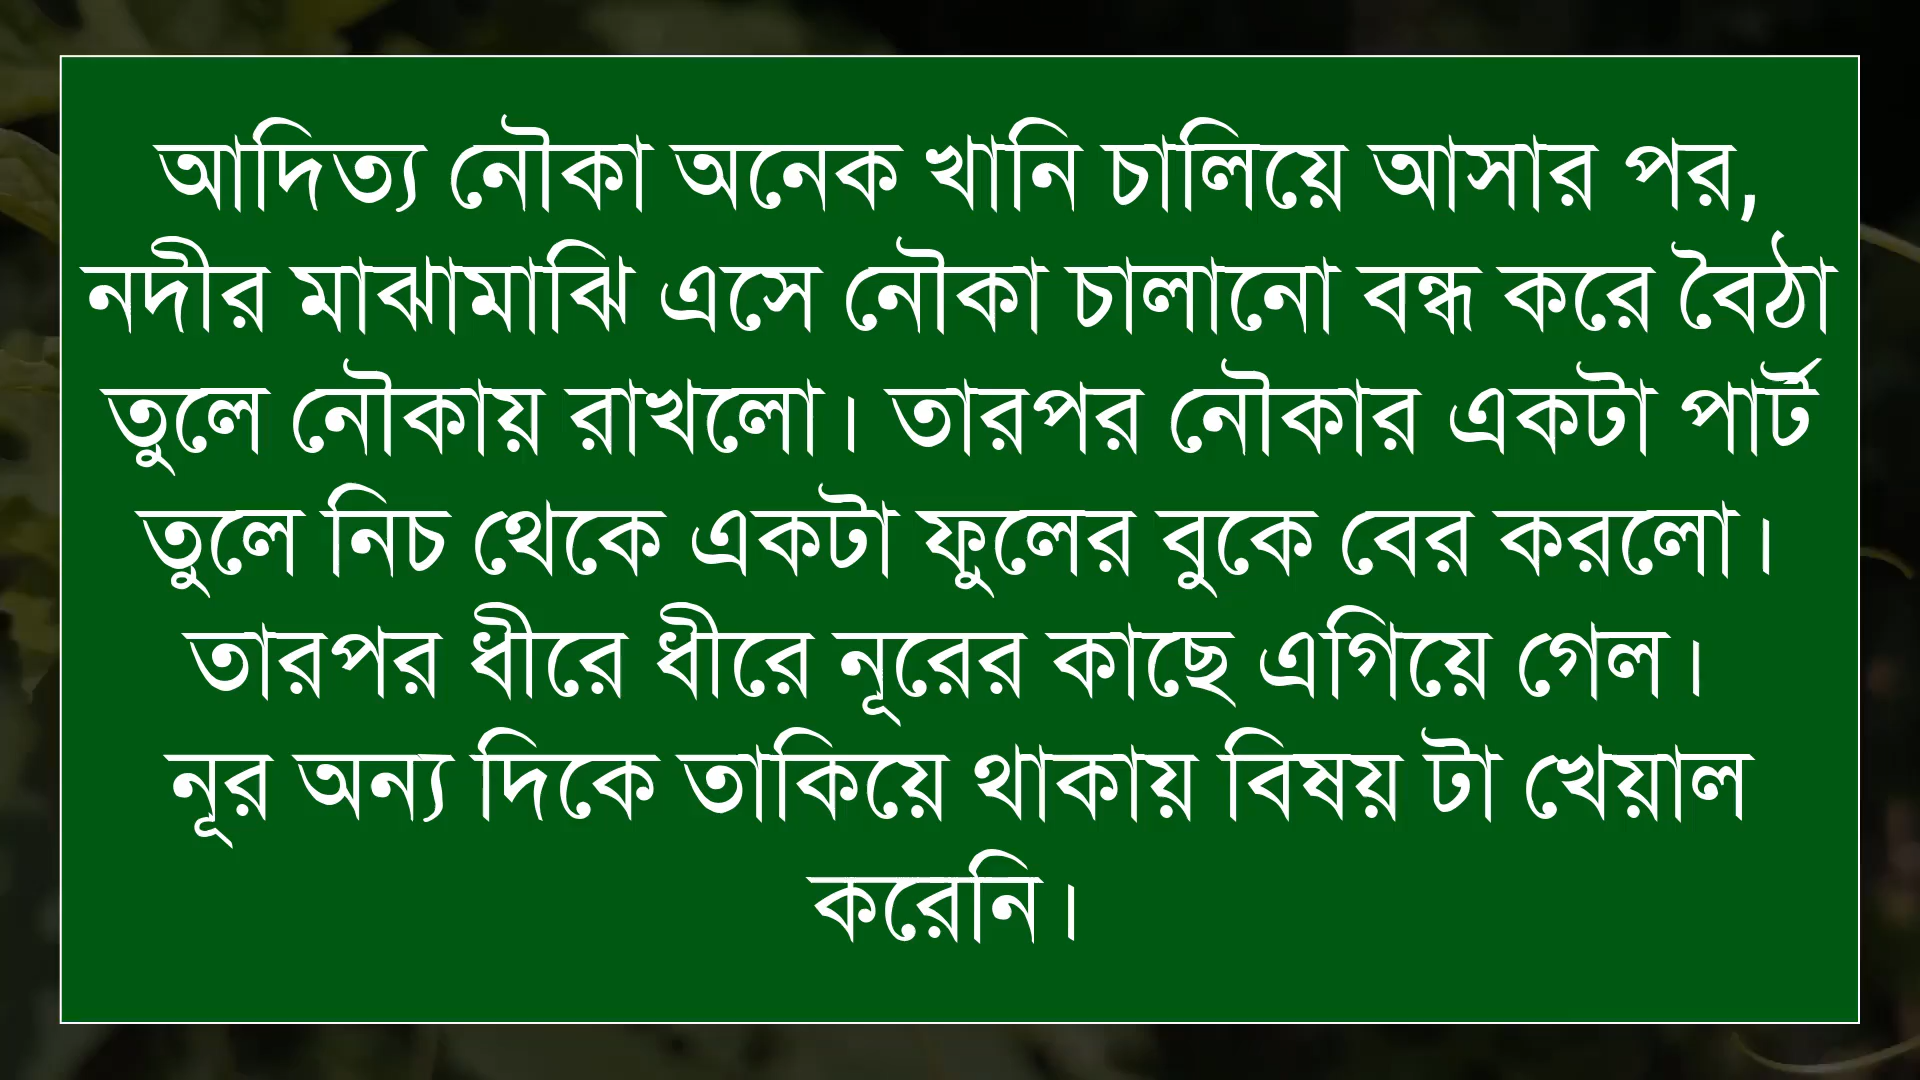 আদিত্য নৌকা অনেক খানি চালিয়ে আসার পর,
নদীর মাঝামাঝি এসে নৌকা চালানো বন্ধ করে বৈঠা
তুলে নৌকায় রাখলো। তারপর নৌকার একটা পার্ট
তুলে নিচ থেকে একটা ফুলের বুকে বের করলো।
তারপর ধীরে ধীরে নূরের কাছে এগিয়ে গেল।
নূর অন্য দিকে তাকিয়ে থাকায় বিষয় টা খেয়াল
করেনি।